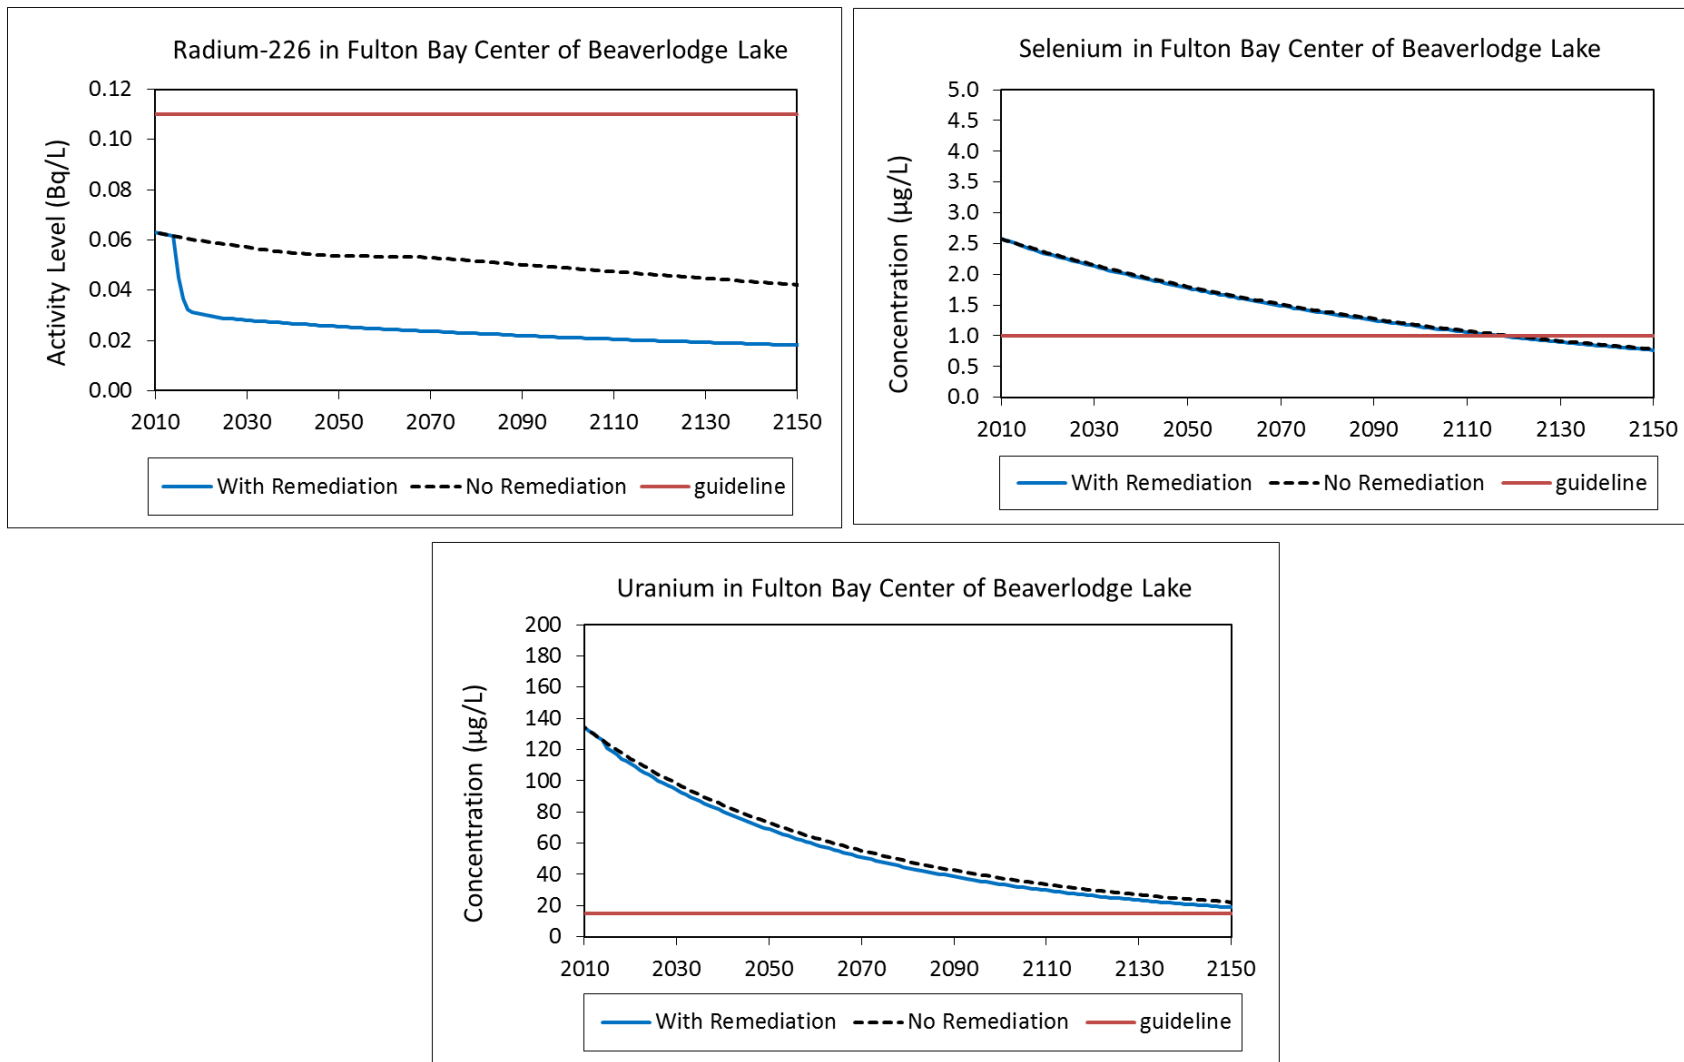 Radium-226 in Fulton Bay Center of Beaverlodge Lake
Activity Level (Bq/L)
0.12
0.10
0.08
0.06
0.04
0.02
0.00
2010 2030 2050 2070 2090 2110 2130 2150
With Remediation No Remediation guideline
Selenium in Fulton Bay Center of Beaverlodge Lake
Concentration (µg/L)
5.0
4.5
4.0
3.5
3.0
2.5
2.0
1.5
1.0
0.5
0.0
2010 2030 2050 2070 2090 2110 2130 2150
With Remediation No Remediation guideline
Uranium in Fulton Bay Center of Beaverlodge Lake
Concentration (µg/L)
200
180
160
140
120
100
80
60
40
20
0
2010 2030 2050 2070 2090 2110 2130 2150
With Remediation No Remediation guideline